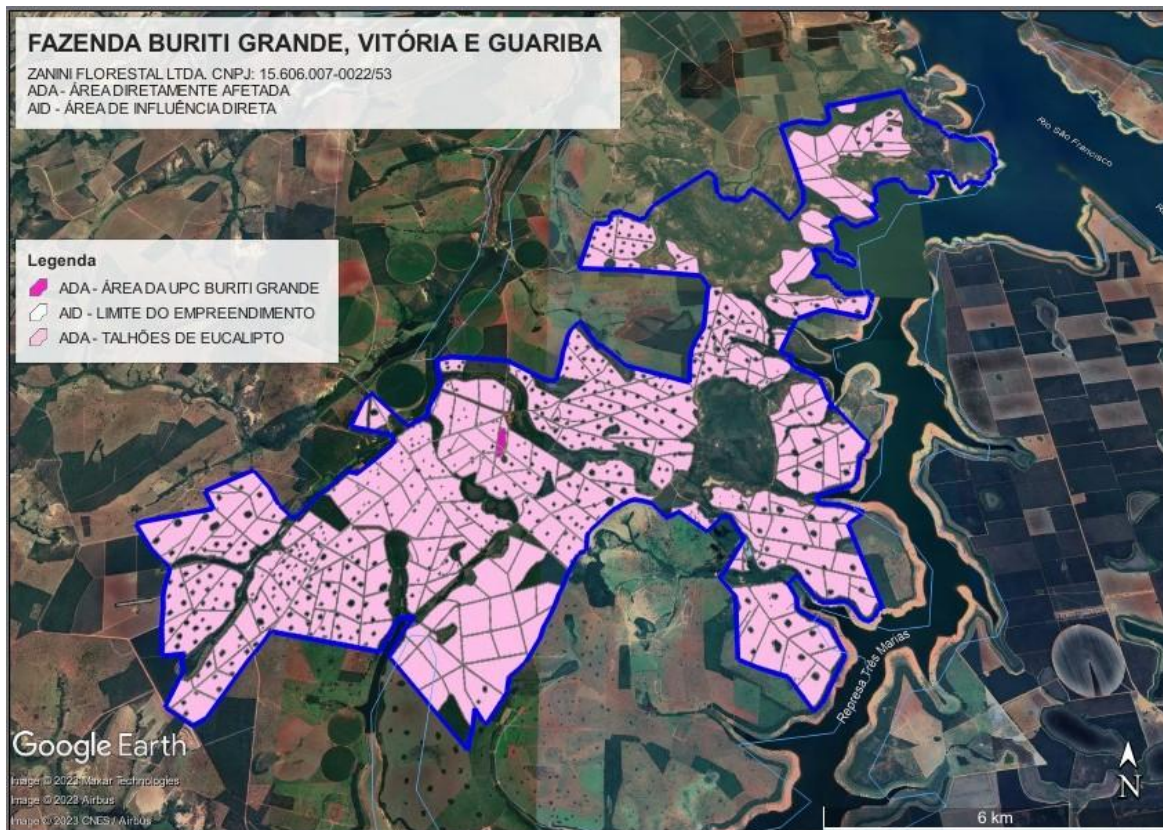 FAZENDA BURITI GRANDE, VITÓRIA E GUARIBA
ZANINI FLORESTAL LTDA. CNPJ: 15.606.007-0022/53
ADA - ÁREA DIRETAMENTE AFETADA
AID - ÁREA DE INFLUÊNCIA DIRETA
Rio São Francisco
Legenda
ADA - ÁREA DA UPC BURITI GRANDE
AID - LIMITE DO EMPREENDIMENTO
ADA - TALHÕES DE EUCALIPTO
Represa Três Marias
Google Earth
Image © 2023 Maxar Technologies
Image © 2023 Airbus
Image © 2023 CNES / Airbus
N
6 km